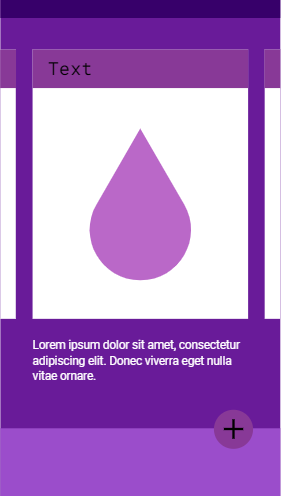 Text
Lorem ipsum dolor sit amet, consectetur
adipiscing elit. Donec viverra eget nulla
vitae ornare.